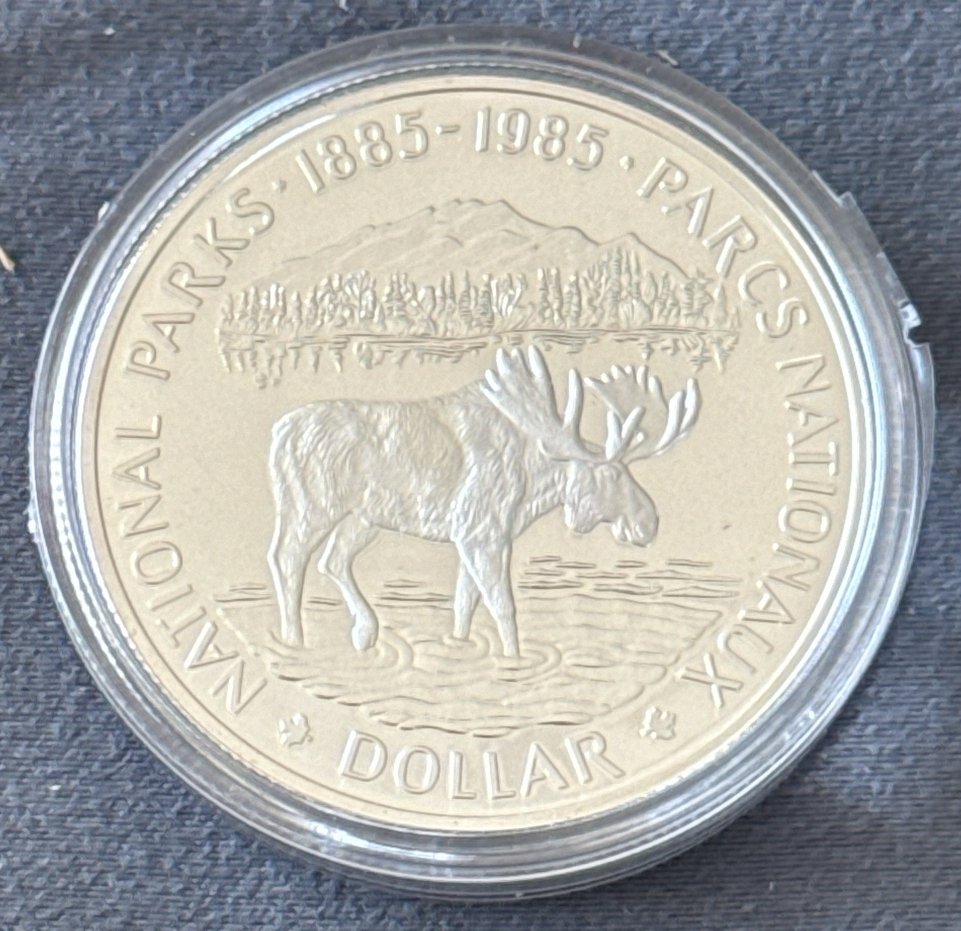 NATIONAL PARKS · 1885-1985 · PARCS NATIONAUX
DOLLAR